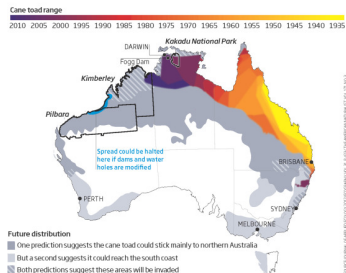 Cane toad range
2010 2005 2000 1995 1990 1985 1980 1975 1970 1965 1960 1955 1950 1945 1940 1935
Kakadu National Park
DARWIN
Fogg Dam
Kimberley
Pilbara
Spread could be halted
here if dams and water
holes are modified
BRISBANE
PERTH
SYDNEY
MELBOURNE
Future distribution
One prediction suggests the cane toad could stick mainly to northern Australia
But a second suggests it could reach the south coast
Both predictions suggest these areas will be invaded